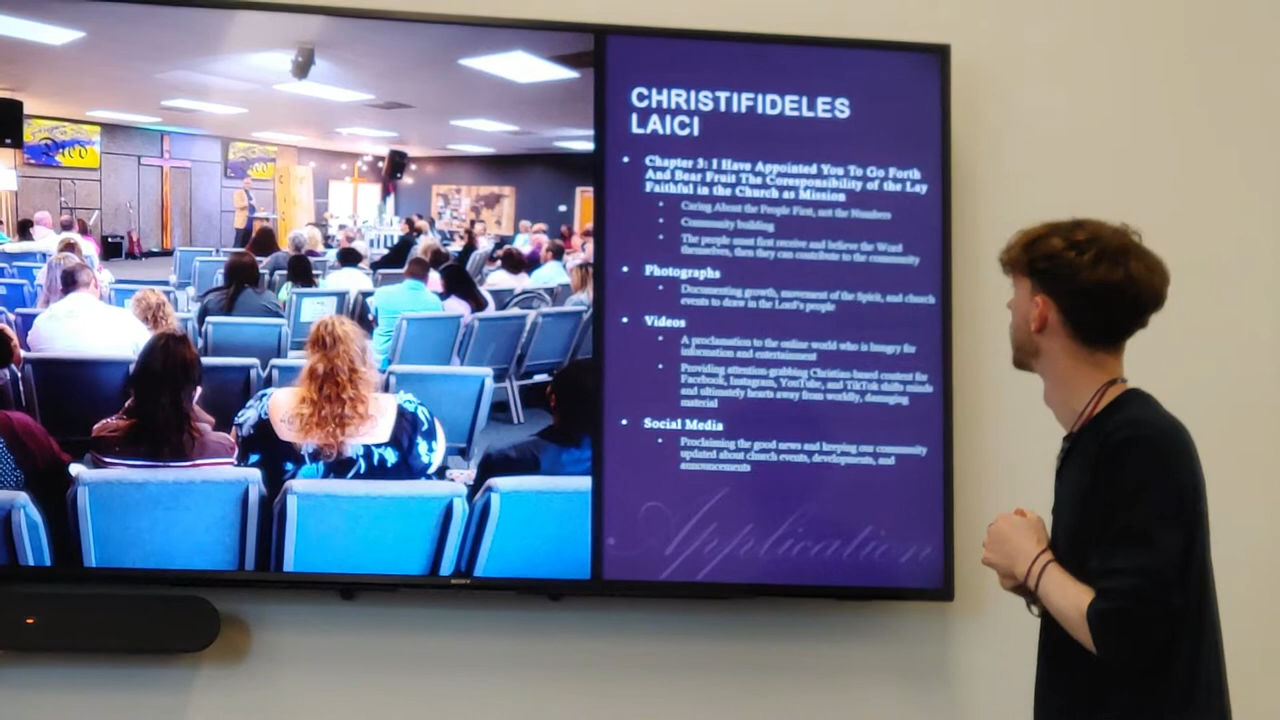 Died
CHRISTIFIDELES
LAICI
Chapter 3: I Have Appointed You To Go Forth
And Bear Fruit The Coresponsibility of the Lay
Faithful in the Church as Mission
Caring About the People First, not the Numbers
Community building
The people must first receive and believe the Word
themselves, then they can contribute to the community
Photographs
Documenting growth, movement of the Spirit, and church
events to draw in the Lord's people
Videos
A proclamation to the online world who is hungry for
information and entertainment
Providing attention-grabbing Christian-based content for
Facebook, Instagram, YouTube, and TikTok shifts minds
and ultimately hearts away from worldly, damaging
material
Social Media
Proclaiming the good news and keeping our community
updated about church events, developments, and
announcements
Application
SONY